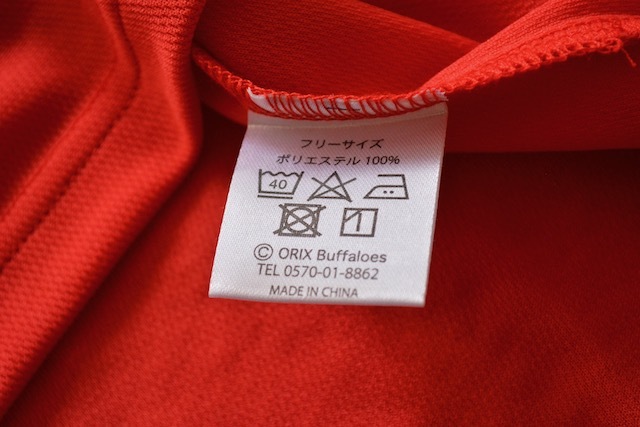 フリーサイズ
ポリエステル 100%
40
© ORIX Buffaloes
TEL 0570-01-8862
MADE IN CHINA